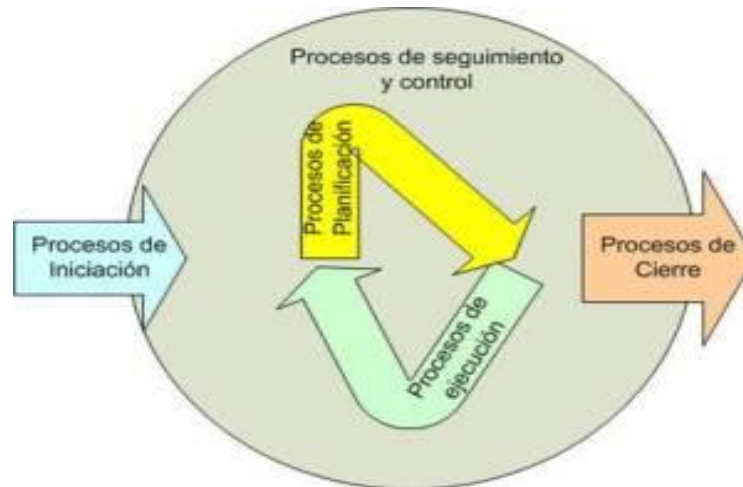 Procesos de seguimiento
y control
Procesos de
Planificación
Procesos de
Iniciación
Procesos de
Cierre
Procesos de
ejecución